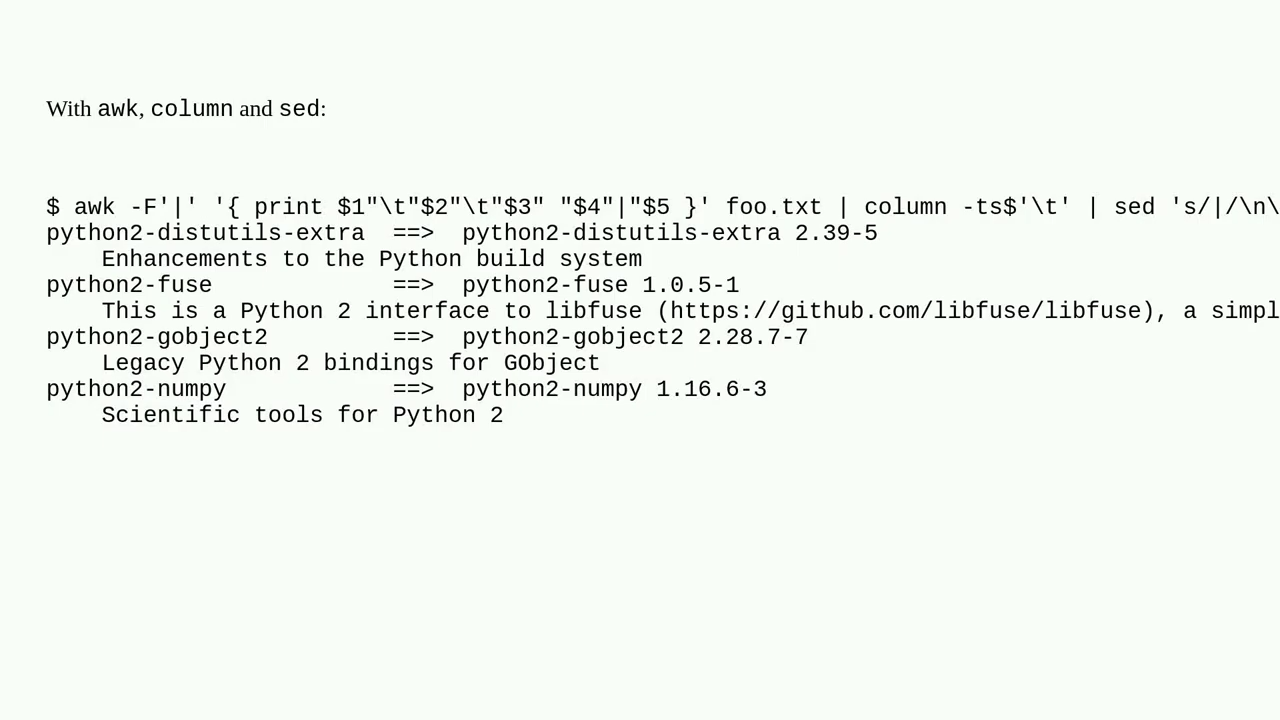 With awk, column and sed:
$ awk -F'|' '{ print $1"\t"$2"\t"$3" "$4"|"$5 }' foo.txt | column -ts$'\t' | sed 's/|/\n\
python2-distutils-extra  ==>  python2-distutils-extra 2.39-5
    Enhancements to the Python build system
python2-fuse             ==>  python2-fuse 1.0.5-1
    This is a Python 2 interface to libfuse (https://github.com/libfuse/libfuse), a simpl
python2-gobject2         ==>  python2-gobject2 2.28.7-7
    Legacy Python 2 bindings for GObject
python2-numpy            ==>  python2-numpy 1.16.6-3
    Scientific tools for Python 2